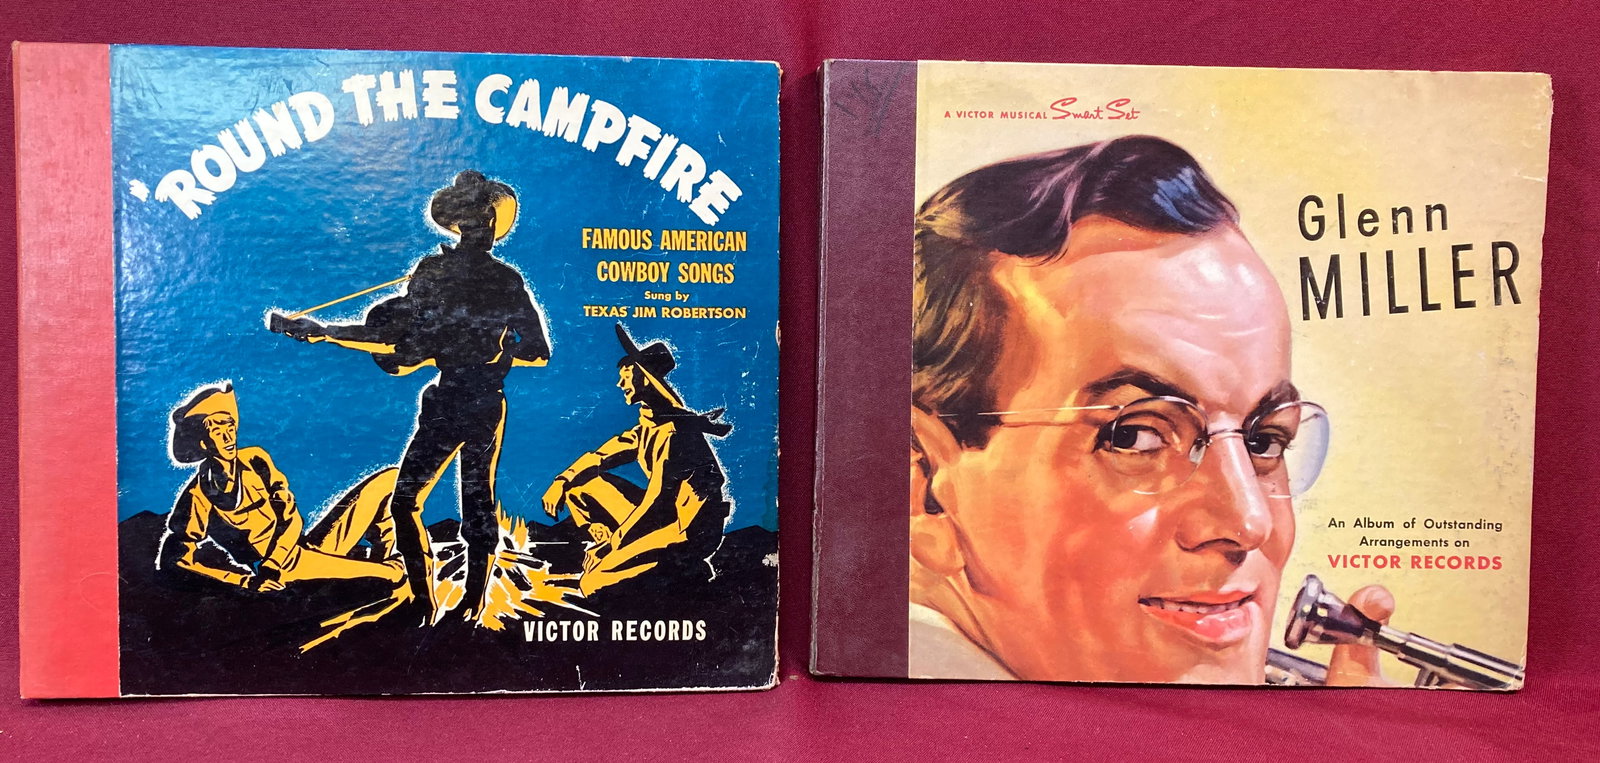 'ROUND THE CAMPFIRE
FAMOUS AMERICAN
COWBOY SONGS
Sung by
TEXAS JIM ROBERTSON
VICTOR RECORDS
A VICTOR MUSICAL Smart Set
Glenn
MILLER
An Album of Outstanding
Arrangements on
VICTOR RECORDS